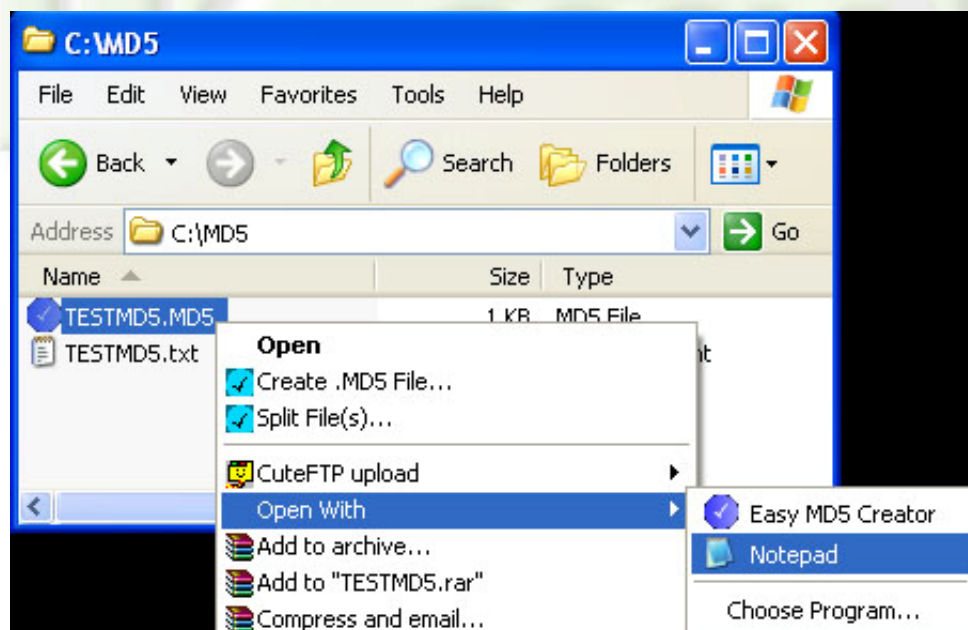 C:\MD5
File Edit View Favorites Tools Help
Back Search Folders
Address C:\MD5 Go
Name Size Type
TESTMD5.MD5 1 KB MD5 File
TESTMD5.txt
Open
Create .MD5 File...
Split File(s)...
CuteFTP upload
Open With
Add to archive...
Add to "TESTMD5.rar"
Compress and email...
Easy MD5 Creator
Notepad
Choose Program...